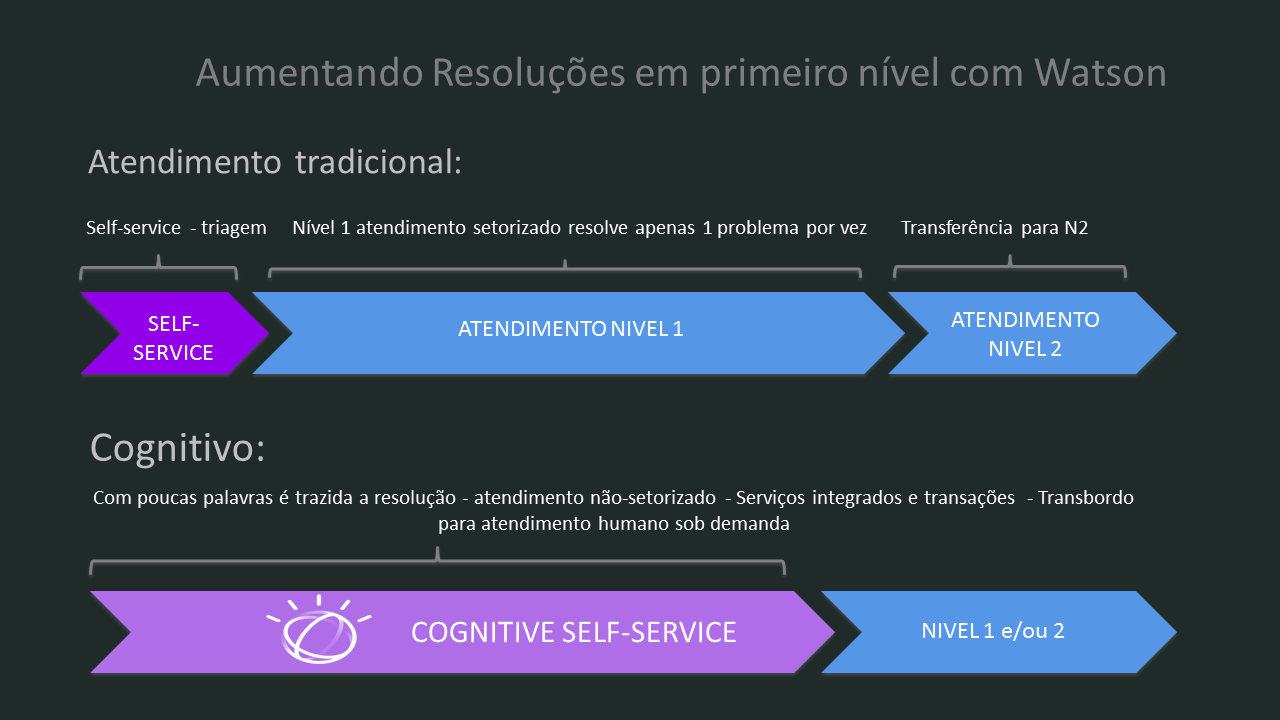 Aumentando Resoluções em primeiro nível com Watson
Atendimento tradicional:
Self-service - triagem
Nível 1 atendimento setorizado resolve apenas 1 problema por vez
Transferência para N2
SELF-
SERVICE
ATENDIMENTO NIVEL 1
ATENDIMENTO
NIVEL 2
Cognitivo:
Com poucas palavras é trazida a resolução - atendimento não-setorizado - Serviços integrados e transações - Transbordo
para atendimento humano sob demanda
COGNITIVE SELF-SERVICE
NIVEL 1 e/ou 2